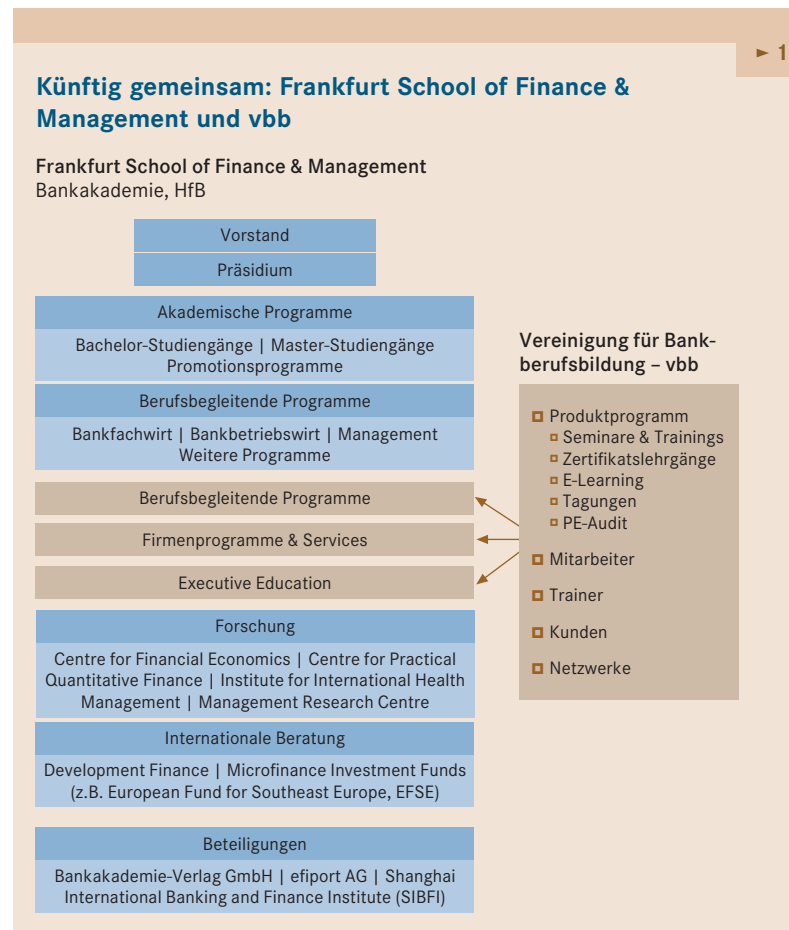 ► 1
Künftig gemeinsam: Frankfurt School of Finance &
Management und vbb
Frankfurt School of Finance & Management
Bankakademie, HfB
Vorstand
Präsidium
Akademische Programme
Bachelor-Studiengänge | Master-Studiengänge
Promotionsprogramme
Berufsbegleitende Programme
Bankfachwirt | Bankbetriebswirt | Management
Weitere Programme
Berufsbegleitende Programme
Firmenprogramme & Services
Executive Education
Forschung
Centre for Financial Economics | Centre for Practical
Quantitative Finance | Institute for International Health
Management | Management Research Centre
Internationale Beratung
Development Finance | Microfinance Investment Funds
(z.B. European Fund for Southeast Europe, EFSE)
Beteiligungen
Bankakademie-Verlag GmbH | efiport AG | Shanghai
International Banking and Finance Institute (SIBFI)
Vereinigung für Bank-
berufsbildung – vbb
Produktprogramm
Seminare & Trainings
Zertifikatslehrgänge
E-Learning
Tagungen
PE-Audit
Mitarbeiter
Trainer
Kunden
Netzwerke